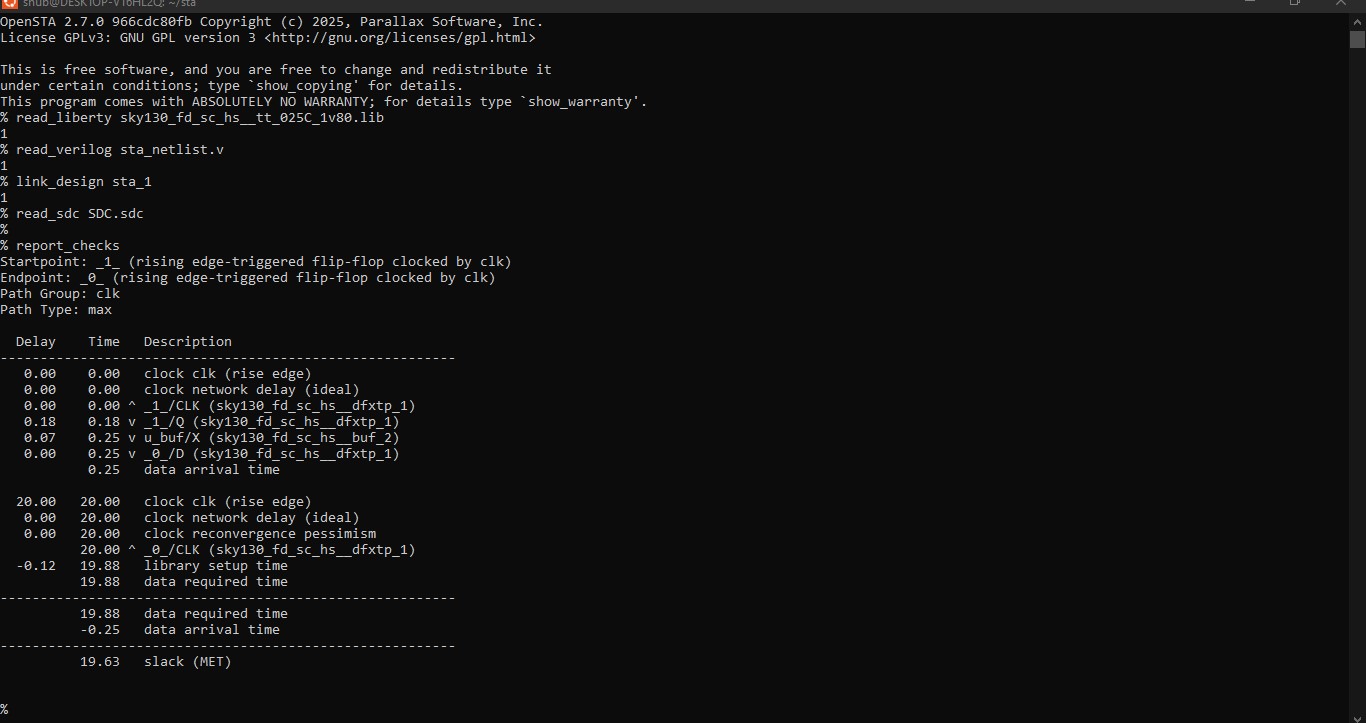 shub@DESKTOP-V16HL2Q: ~/sta
OpenSTA 2.7.0 966cdc80fb Copyright (c) 2025, Parallax Software, Inc.
License GPLv3: GNU GPL version 3 <http://gnu.org/licenses/gpl.html>

This is free software, and you are free to change and redistribute it
under certain conditions; type `show_copying' for details.
This program comes with ABSOLUTELY NO WARRANTY; for details type `show_warranty'.
% read_liberty sky130_fd_sc_hs__tt_025C_1v80.lib
1
% read_verilog sta_netlist.v
1
% link_design sta_1
1
% read_sdc SDC.sdc
%
% report_checks
Startpoint: _1_ (rising edge-triggered flip-flop clocked by clk)
Endpoint: _0_ (rising edge-triggered flip-flop clocked by clk)
Path Group: clk
Path Type: max

  Delay    Time   Description
---------------------------------------------------------
   0.00    0.00   clock clk (rise edge)
   0.00    0.00   clock network delay (ideal)
   0.00    0.00 ^ _1_/CLK (sky130_fd_sc_hs__dfxtp_1)
   0.18    0.18 v _1_/Q (sky130_fd_sc_hs__dfxtp_1)
   0.07    0.25 v u_buf/X (sky130_fd_sc_hs__buf_2)
   0.00    0.25 v _0_/D (sky130_fd_sc_hs__dfxtp_1)
           0.25   data arrival time

  20.00   20.00   clock clk (rise edge)
   0.00   20.00   clock network delay (ideal)
   0.00   20.00   clock reconvergence pessimism
          20.00 ^ _0_/CLK (sky130_fd_sc_hs__dfxtp_1)
  -0.12   19.88   library setup time
          19.88   data required time
---------------------------------------------------------
          19.88   data required time
          -0.25   data arrival time
---------------------------------------------------------
          19.63   slack (MET)

%